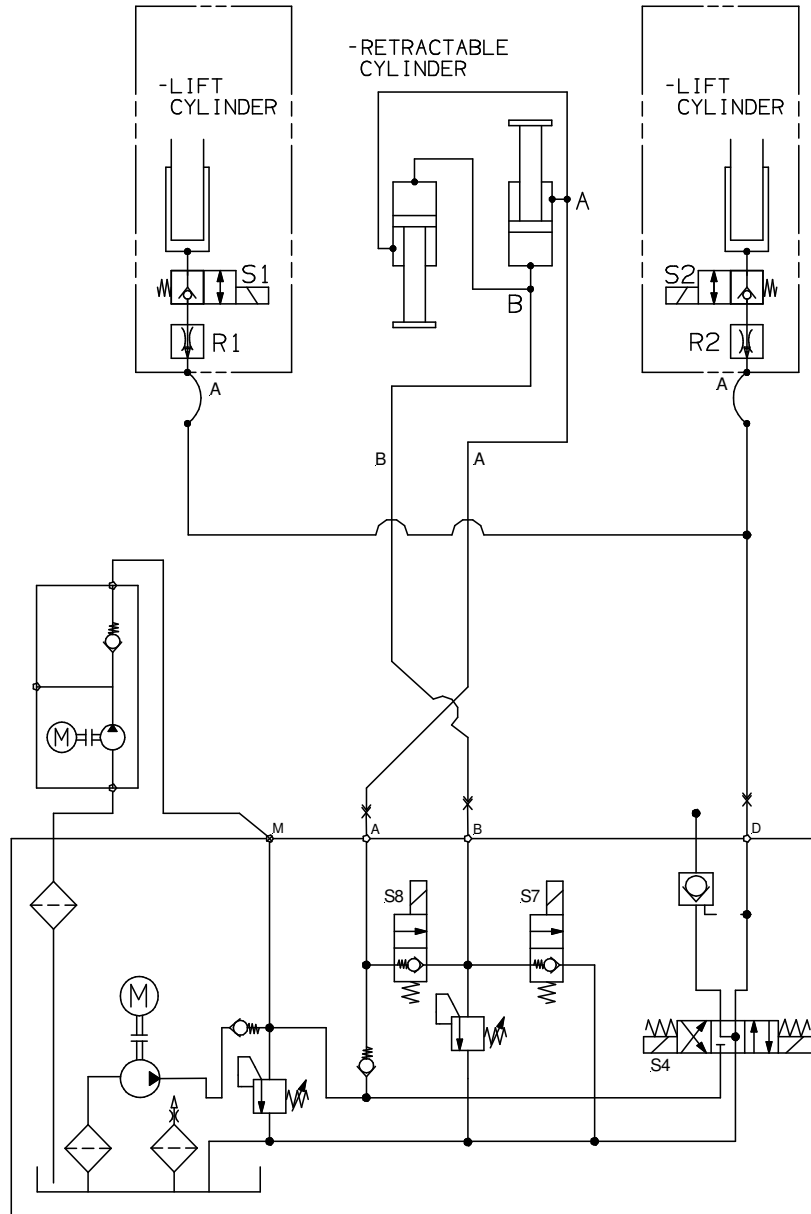 -RETRACTABLE
CYLINDER
-LIFT
CYLINDER
-LIFT
CYLINDER
A
S1
S2
B
R1
R2
A
A
B
A
M
M
A
B
D
S8
S7
M
S4